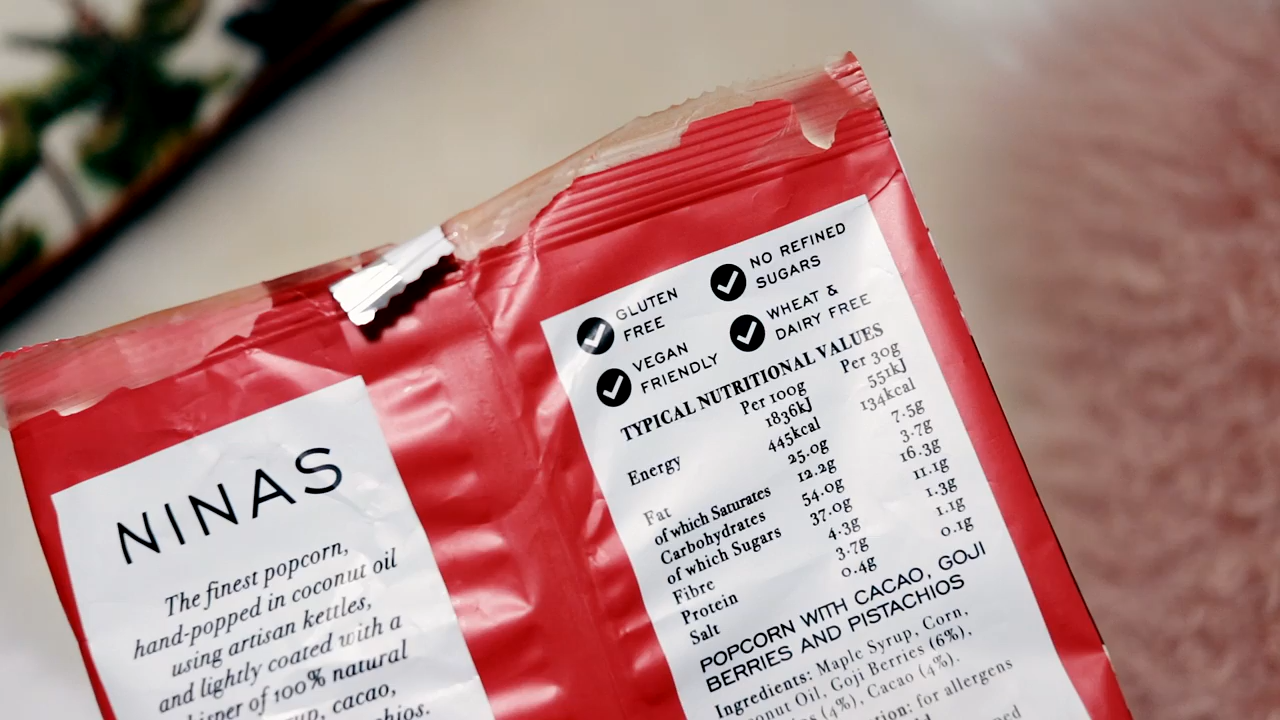 NINAS
The finest popcorn,
hand-popped in coconut oil
using artisan kettles,
and lightly coated with a
of 100% natural
cacao,
GLUTEN
FREE
NO REFINED
SUGARS
VEGAN
FRIENDLY
WHEAT &
DAIRY FREE
TYPICAL NUTRITIONAL VALUES
Per 100g Per 30g
Energy 1836kJ 551kJ
445kcal 134kcal
Fat 25.0g 7.5g
of which Saturates 12.2g 3.7g
Carbohydrates 54.0g 16.3g
of which Sugars 37.0g 11.1g
Fibre 4.3g 1.3g
Protein 3.7g 1.1g
Salt 0.4g 0.1g
POPCORN WITH CACAO, GOJI
BERRIES AND PISTACHIOS
Ingredients: Maple Syrup, Corn,
Oil, Goji Berries (6%),
(4%), Cacao (4%).
for allergens